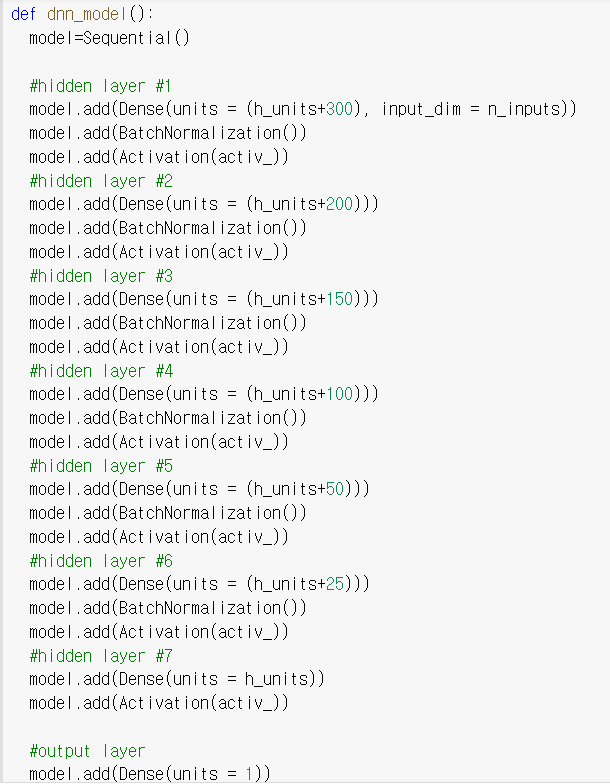 def dnn_model():
  model=Sequential()

  #hidden layer #1
  model.add(Dense(units = (h_units+300), input_dim = n_inputs))
  model.add(BatchNormalization())
  model.add(Activation(activ_))
  #hidden layer #2
  model.add(Dense(units = (h_units+200)))
  model.add(BatchNormalization())
  model.add(Activation(activ_))
  #hidden layer #3
  model.add(Dense(units = (h_units+150)))
  model.add(BatchNormalization())
  model.add(Activation(activ_))
  #hidden layer #4
  model.add(Dense(units = (h_units+100)))
  model.add(BatchNormalization())
  model.add(Activation(activ_))
  #hidden layer #5
  model.add(Dense(units = (h_units+50)))
  model.add(BatchNormalization())
  model.add(Activation(activ_))
  #hidden layer #6
  model.add(Dense(units = (h_units+25)))
  model.add(BatchNormalization())
  model.add(Activation(activ_))
  #hidden layer #7
  model.add(Dense(units = h_units))
  model.add(Activation(activ_))

  #output layer
  model.add(Dense(units = 1))